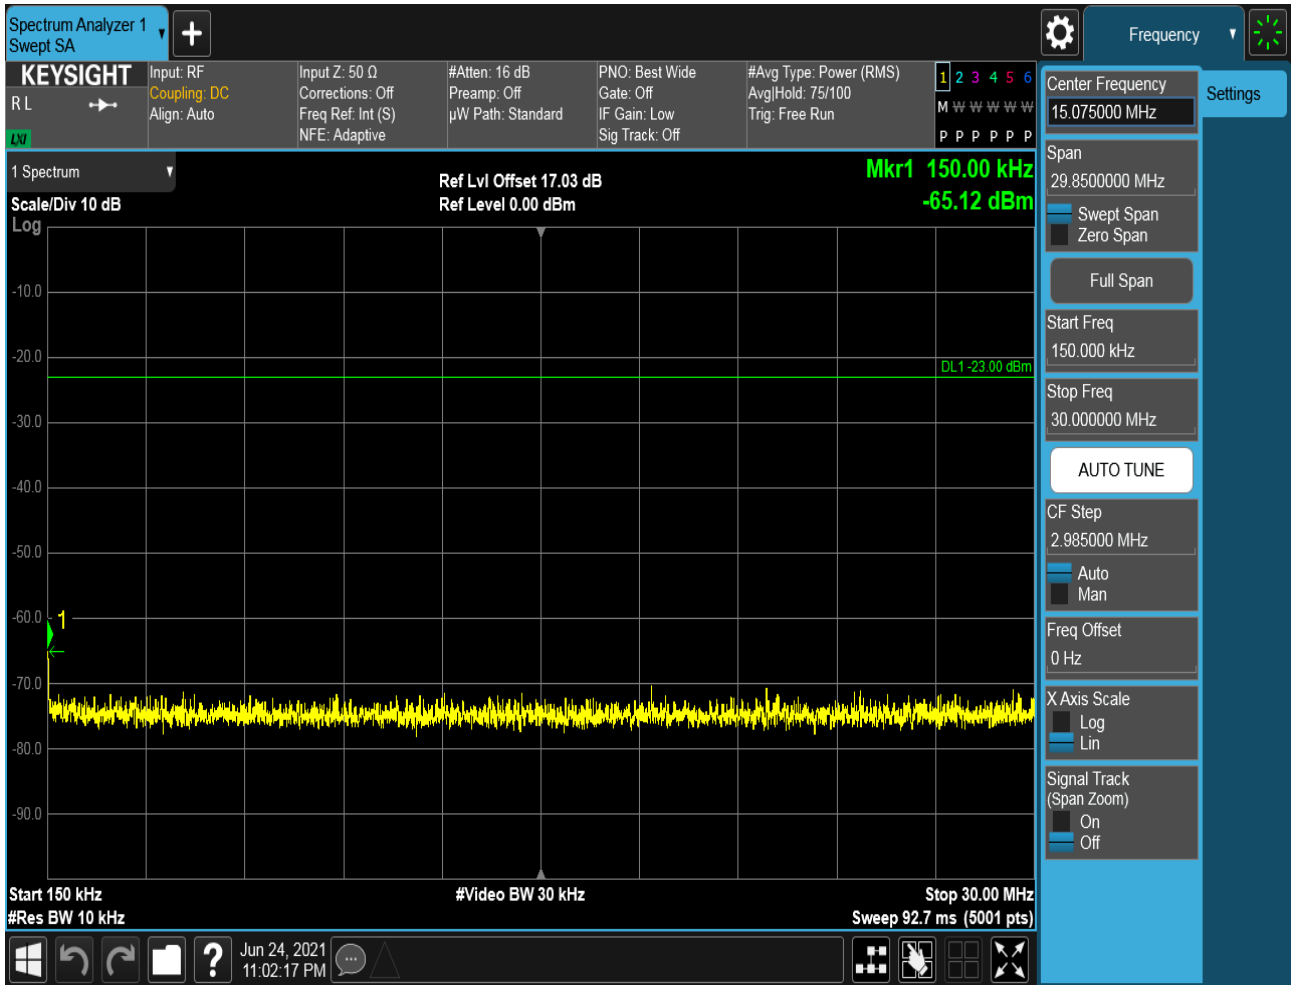 Spectrum Analyzer 1
Swept SA
+
Frequency
KEYSIGHT
R L
LXI
Input: RF
Coupling: DC
Align: Auto
Input Z: 50 Ω
Corrections: Off
Freq Ref: Int (S)
NFE: Adaptive
#Atten: 16 dB
Preamp: Off
µW Path: Standard
PNO: Best Wide
Gate: Off
IF Gain: Low
Sig Track: Off
#Avg Type: Power (RMS)
Avg|Hold: 75/100
Trig: Free Run
1 2 3 4 5 6
M W W W W W
P P P P P P
1 Spectrum
Scale/Div 10 dB
Log
Ref Lvl Offset 17.03 dB
Ref Level 0.00 dBm
Mkr1 150.00 kHz
-65.12 dBm
-10.0
-20.0
DL1 -23.00 dBm
-30.0
-40.0
-50.0
-60.0
1
-70.0
-80.0
-90.0
Start 150 kHz
#Res BW 10 kHz
#Video BW 30 kHz
Stop 30.00 MHz
Sweep 92.7 ms (5001 pts)
?
Jun 24, 2021
11:02:17 PM
Center Frequency
15.075000 MHz
Settings
Span
29.8500000 MHz
Swept Span
Zero Span
Full Span
Start Freq
150.000 kHz
Stop Freq
30.000000 MHz
AUTO TUNE
CF Step
2.985000 MHz
Auto
Man
Freq Offset
0 Hz
X Axis Scale
Log
Lin
Signal Track
(Span Zoom)
On
Off